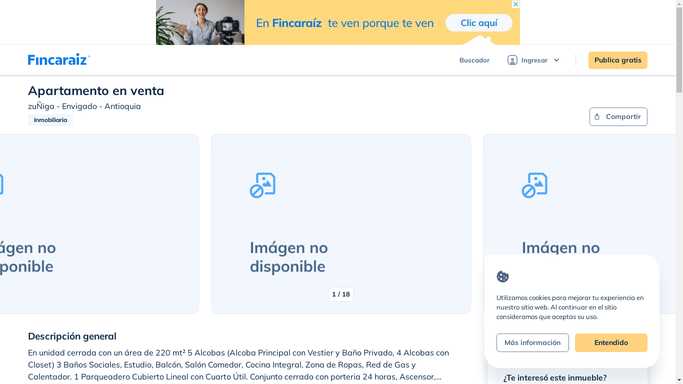 En Fincaraíz te ven porque te ven
Clic aquí
Fincaraiz
Buscador
Ingresar
Publica gratis
Apartamento en venta
zuÑiga - Envigado - Antioquia
Inmobiliaria
Compartir
Imágen no
disponible
Imágen no
disponible
Imágen no
1 / 18
Utilizamos cookies para mejorar tu experiencia en
nuestro sitio web. Al continuar en el sitio
consideramos que aceptas su uso.
Más información
Entendido
Descripción general
En unidad cerrada con un área de 220 mt² 5 Alcobas (Alcoba Principal con Vestier y Baño Privado, 4 Alcobas con
Closet) 3 Baños Sociales, Estudio, Balcón, Salón Comedor, Cocina Integral, Zona de Ropas, Red de Gas y
Calentador. 1 Parqueadero Cubierto Lineal con Cuarto Útil. Conjunto cerrado con porteria 24 horas, Ascensor,...
¿Te interesó este inmueble?